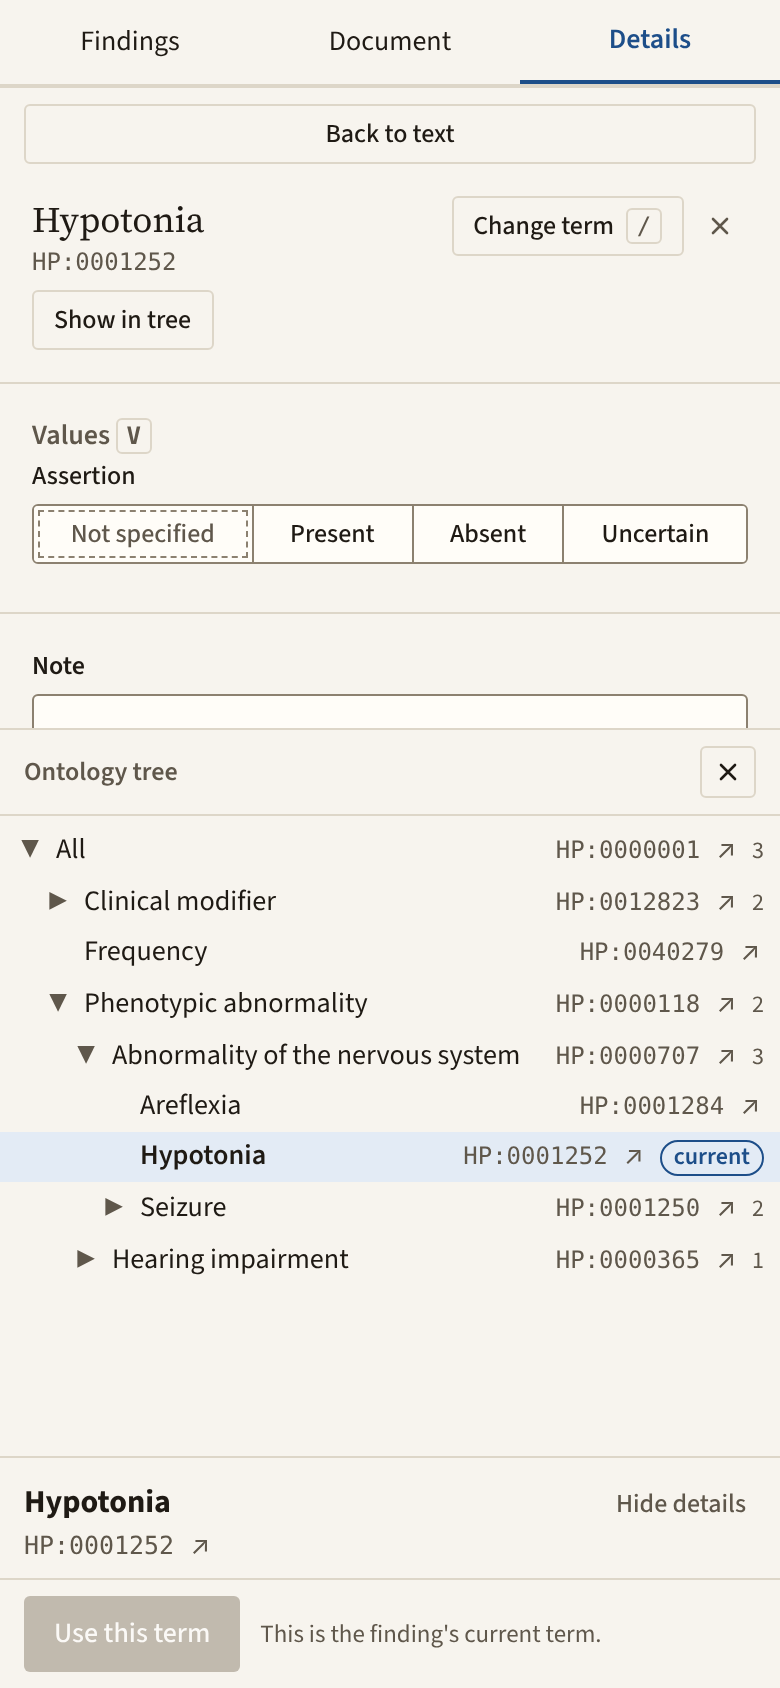 Findings Document Details
Back to text
Hypotonia Change term /
HP:0001252
Show in tree
Values V
Assertion
Not specified Present Absent Uncertain
Note
Ontology tree
All HP:0000001 3
Clinical modifier HP:0012823 2
Frequency HP:0040279
Phenotypic abnormality HP:0000118 2
Abnormality of the nervous system HP:0000707 3
Areflexia HP:0001284
Hypotonia HP:0001252 current
Seizure HP:0001250 2
Hearing impairment HP:0000365 1
Hypotonia Hide details
HP:0001252
Use this term This is the finding's current term.